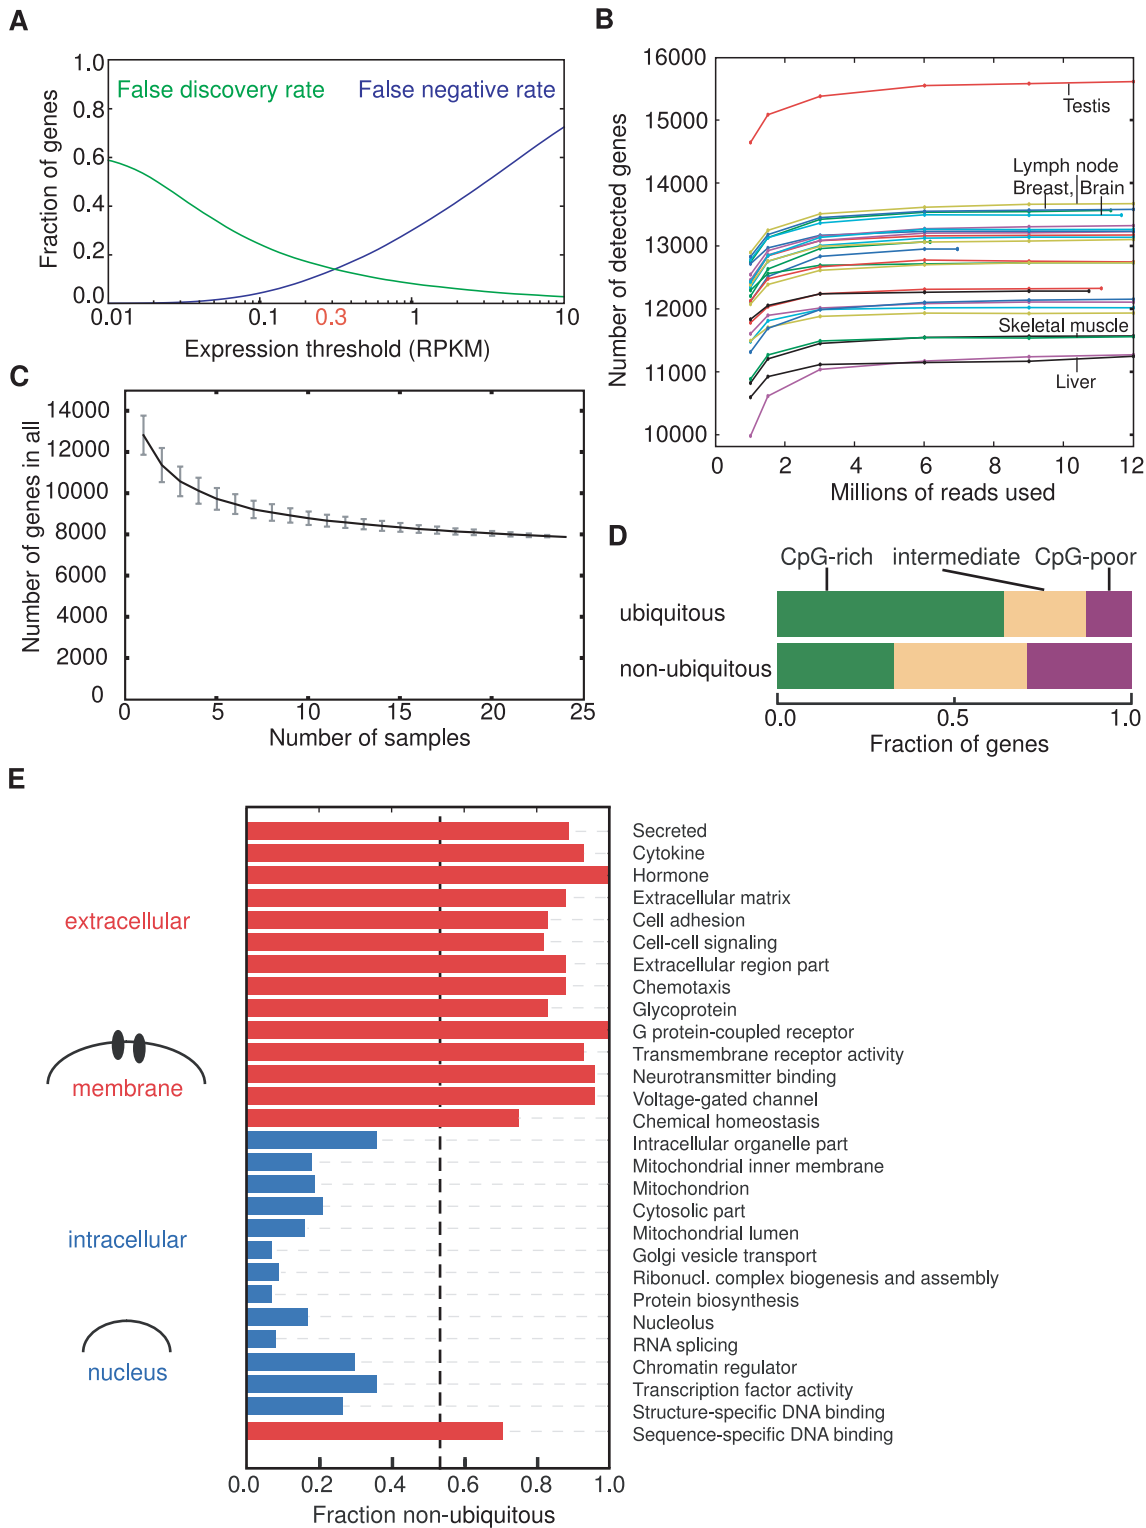 A
1.0
0.8
0.6
0.4
0.2
0.0
Fraction of genes
False discovery rate
False negative rate
0.01
0.1
0.3
1
10
Expression threshold (RPKM)
B
16000
15000
14000
13000
12000
11000
10000
Number of detected genes
Testis
Lymph node
Breast, Brain
Skeletal muscle
Liver
0 2 4 6 8 10 12
Millions of reads used
C
14000
12000
10000
8000
6000
4000
2000
0
Number of genes in all
0 5 10 15 20 25
Number of samples
D
CpG-rich intermediate CpG-poor
ubiquitous
non-ubiquitous
0.0 0.5 1.0
Fraction of genes
E
extracellular
membrane
intracellular
nucleus
Secreted
Cytokine
Hormone
Extracellular matrix
Cell adhesion
Cell-cell signaling
Extracellular region part
Chemotaxis
Glycoprotein
G protein-coupled receptor
Transmembrane receptor activity
Neurotransmitter binding
Voltage-gated channel
Chemical homeostasis
Intracellular organelle part
Mitochondrial inner membrane
Mitochondrion
Cytosolic part
Mitochondrial lumen
Golgi vesicle transport
Ribonucl. complex biogenesis and assembly
Protein biosynthesis
Nucleolus
RNA splicing
Chromatin regulator
Transcription factor activity
Structure-specific DNA binding
Sequence-specific DNA binding
0.0 0.2 0.4 0.6 0.8 1.0
Fraction non-ubiquitous